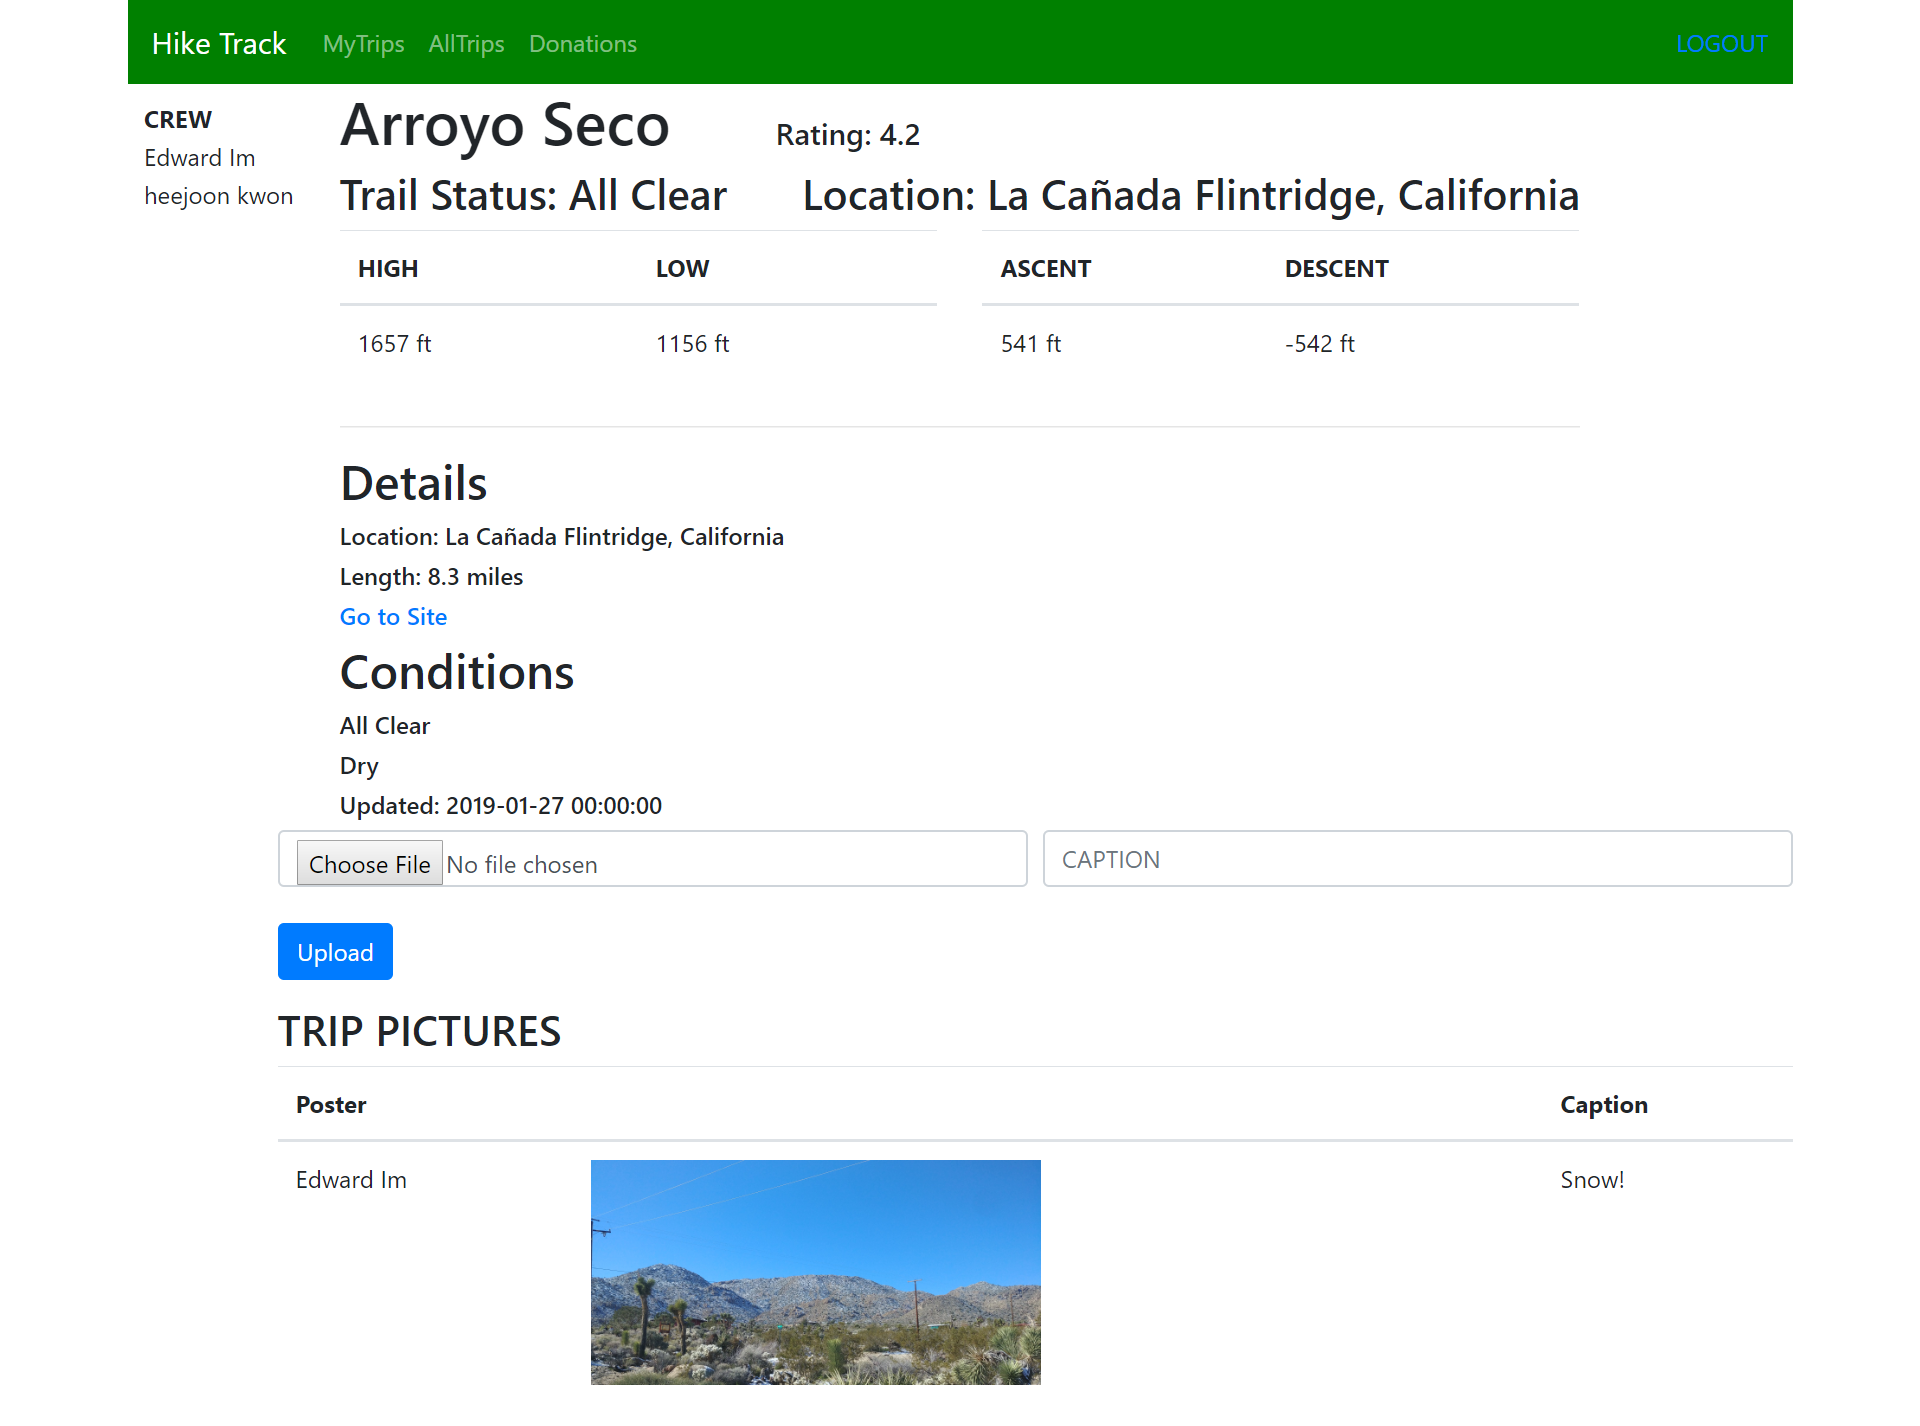 Hike Track MyTrips AllTrips Donations LOGOUT
CREW
Edward Im
heejoon kwon
Arroyo Seco Rating: 4.2
Trail Status: All Clear Location: La Cañada Flintridge, California
HIGH LOW ASCENT DESCENT
1657 ft 1156 ft 541 ft -542 ft
Details
Location: La Cañada Flintridge, California
Length: 8.3 miles
Go to Site
Conditions
All Clear
Dry
Updated: 2019-01-27 00:00:00
Choose File No file chosen CAPTION
Upload
TRIP PICTURES
Poster Caption
Edward Im Snow!